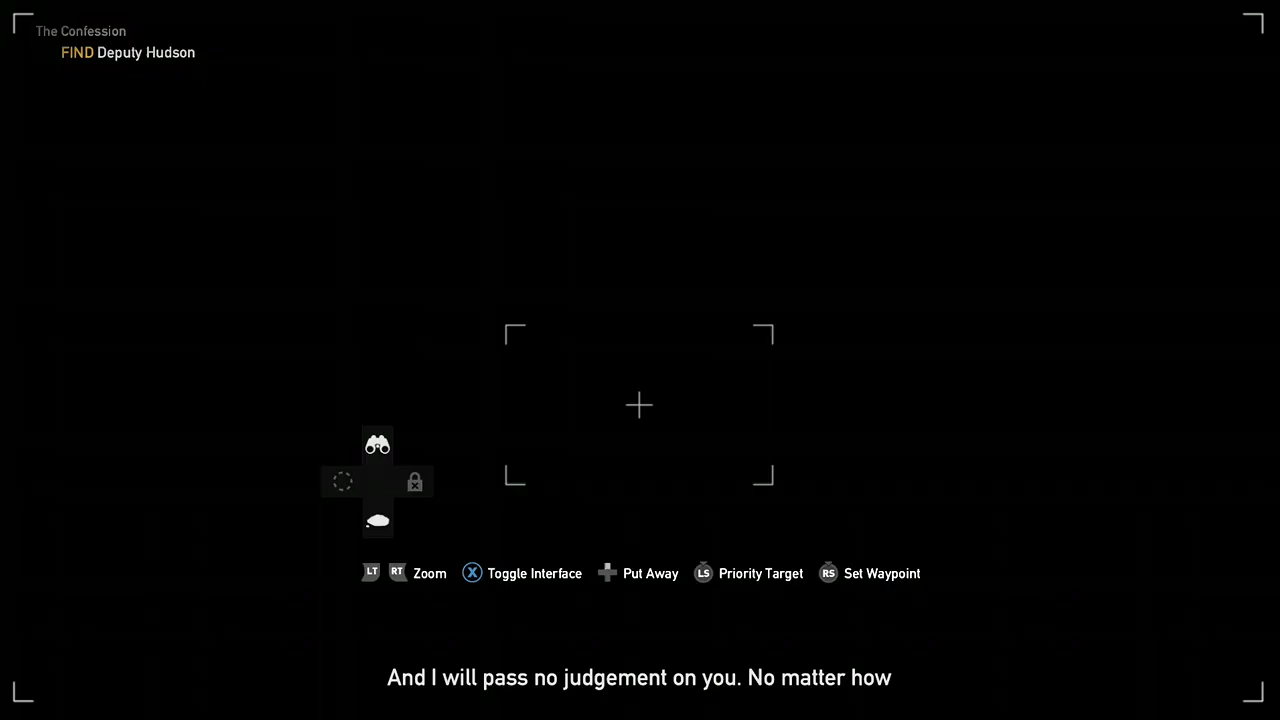 The Confession
FIND Deputy Hudson
LT RT Zoom X Toggle Interface Put Away LS Priority Target RS Set Waypoint
And I will pass no judgement on you. No matter how